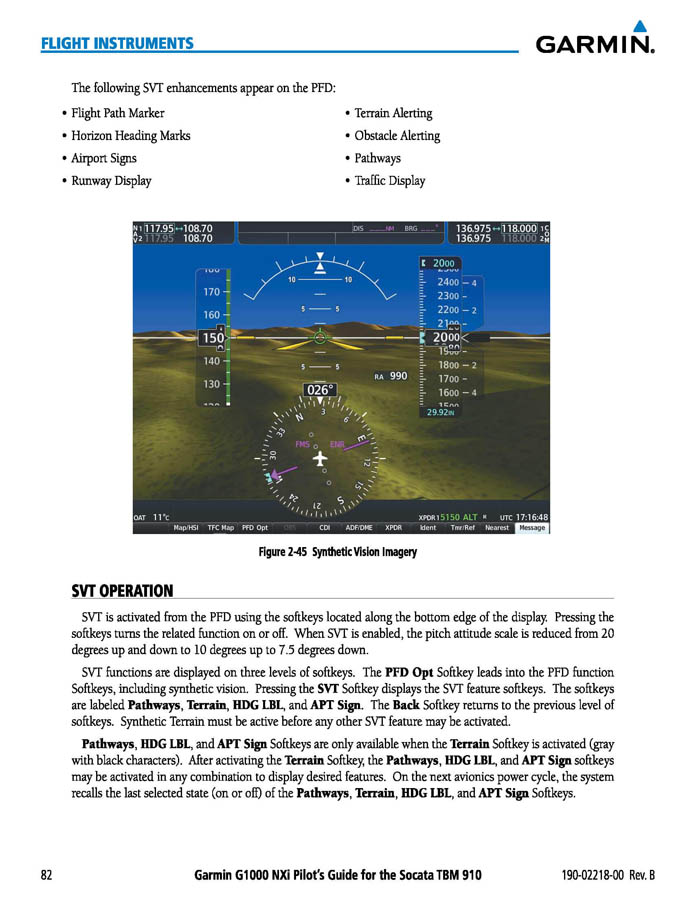 FLIGHT INSTRUMENTS
GARMIN.
The following SVT enhancements appear on the PFD:
• Flight Path Marker
• Horizon Heading Marks
• Airport Signs
• Runway Display
• Terrain Alerting
• Obstacle Alerting
• Pathways
• Traffic Display
N 1 117.95 ↔ 108.70
A
V 2 117.95 108.70
DIS __._NM BRG ___°
136.975 ↔ 118.000 1 C
O
136.975 118.000 2 M
2000
170
160
150
140
130
10 10
5 5
5 5
2400 4
2300
2200 2
2100
2000
1900
1800 2
1700
1600 4
1500
29.92IN
RA 990
026°
N 3 6 E 12 15 S 21 24 30 33
FMS ENR
OAT 11°C
XPDR1 5150 ALT R UTC 17:16:48
Map/HSI TFC Map PFD Opt OBS CDI ADF/DME XPDR Ident Tmr/Ref Nearest Message
Figure 2-45 Synthetic Vision Imagery
SVT OPERATION
SVT is activated from the PFD using the softkeys located along the bottom edge of the display. Pressing the
softkeys turns the related function on or off. When SVT is enabled, the pitch attitude scale is reduced from 20
degrees up and down to 10 degrees up to 7.5 degrees down.
SVT functions are displayed on three levels of softkeys. The PFD Opt Softkey leads into the PFD function
Softkeys, including synthetic vision. Pressing the SVT Softkey displays the SVT feature softkeys. The softkeys
are labeled Pathways, Terrain, HDG LBL, and APT Sign. The Back Softkey returns to the previous level of
softkeys. Synthetic Terrain must be active before any other SVT feature may be activated.
Pathways, HDG LBL, and APT Sign Softkeys are only available when the Terrain Softkey is activated (gray
with black characters). After activating the Terrain Softkey, the Pathways, HDG LBL, and APT Sign softkeys
may be activated in any combination to display desired features. On the next avionics power cycle, the system
recalls the last selected state (on or off) of the Pathways, Terrain, HDG LBL, and APT Sign Softkeys.
82
Garmin G1000 NXi Pilot's Guide for the Socata TBM 910
190-02218-00 Rev. B